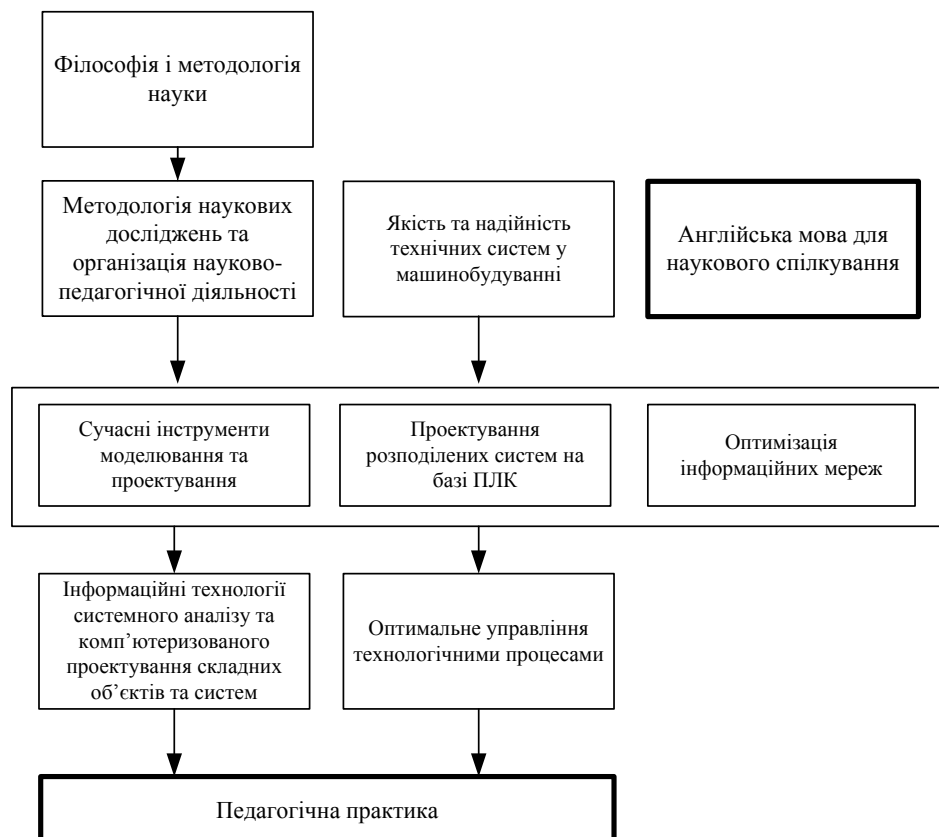 Філософія і методологія
науки
Методологія наукових
досліджень та
організація науково-
педагогічної діяльності
Якість та надійність
технічних систем у
машинобудуванні
Англійська мова для
наукового спілкування
Сучасні інструменти
моделювання та
проектування
Проектування
розподілених систем на
базі ПЛК
Оптимізація
інформаційних мереж
Інформаційні технології
системного аналізу та
комп’ютеризованого
проектування складних
об’єктів та систем
Оптимальне управління
технологічними процесами
Педагогічна практика